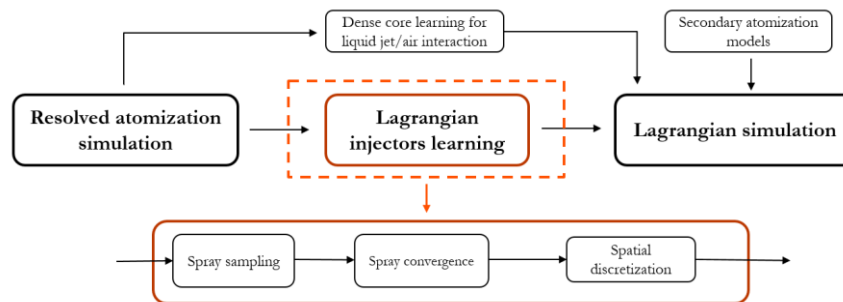 Dense core learning for
liquid jet/air interaction
Secondary atomization
models
Resolved atomization
simulation
Lagrangian
injectors learning
Lagrangian simulation
Spray sampling
Spray convergence
Spatial
discretization